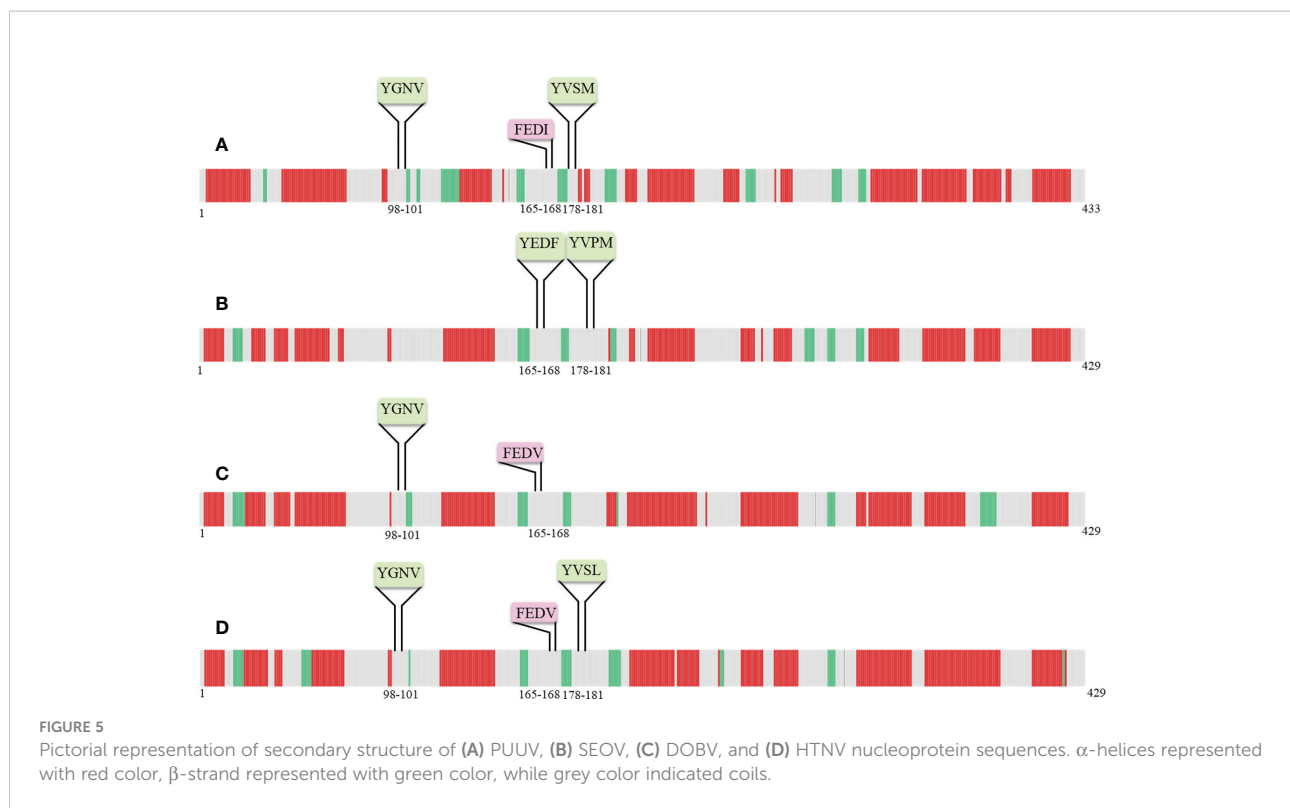 YGNV YVSM
FEDI
A
1 98-101 165-168 178-181 433
YEDF YVPM
B
1 165-168 178-181 429
YGNV
FEDV
C
1 98-101 165-168 429
YGNV YVSL
FEDV
D
1 98-101 165-168 178-181 429
FIGURE 5
Pictorial representation of secondary structure of (A) PUUV, (B) SEOV, (C) DOBV, and (D) HTNV nucleoprotein sequences. α-helices represented
with red color, β-strand represented with green color, while grey color indicated coils.